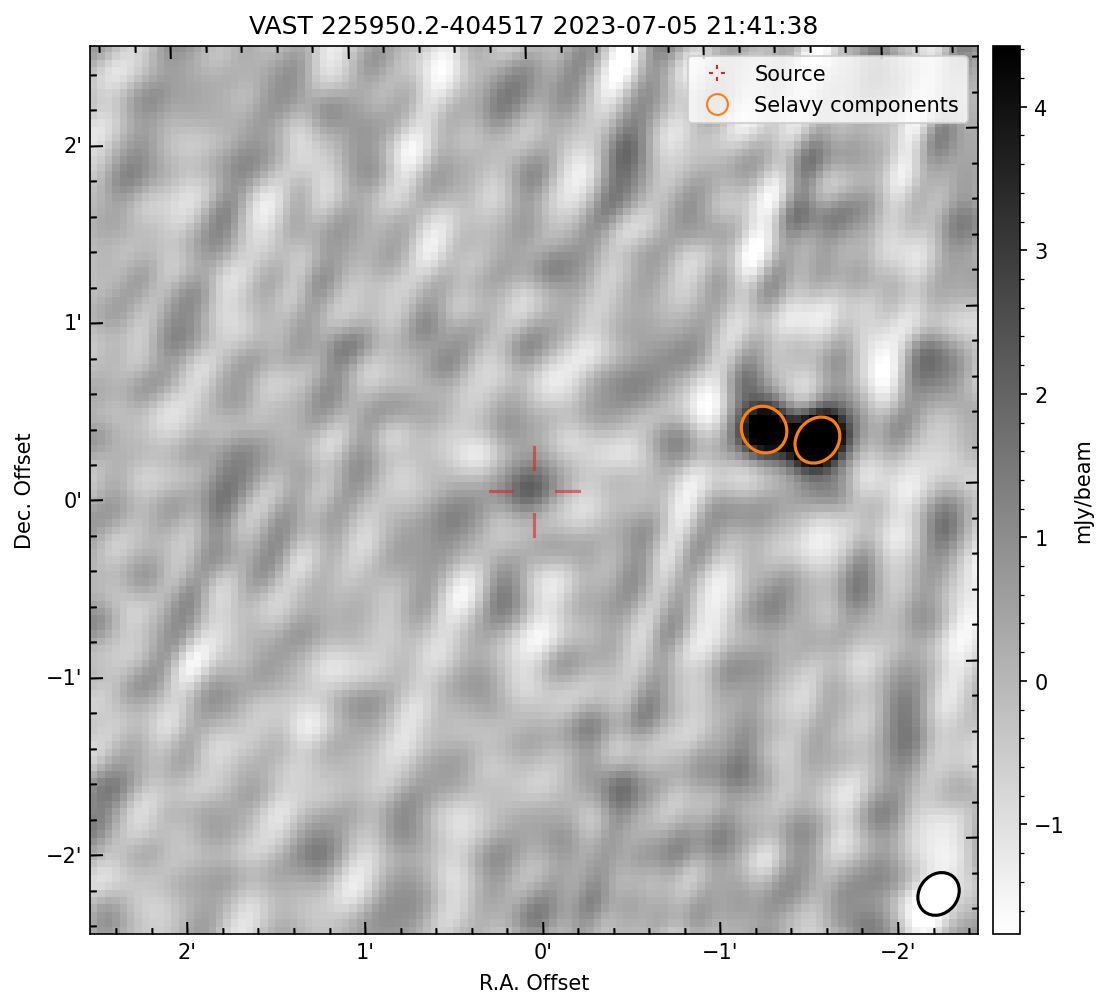 VAST 225950.2-404517 2023-07-05 21:41:38
Source
Selavy components
2'
1'
0'
−1'
−2'
Dec. Offset
2'
1'
0'
−1'
−2'
R.A. Offset
4
3
2
1
0
−1
mJy/beam